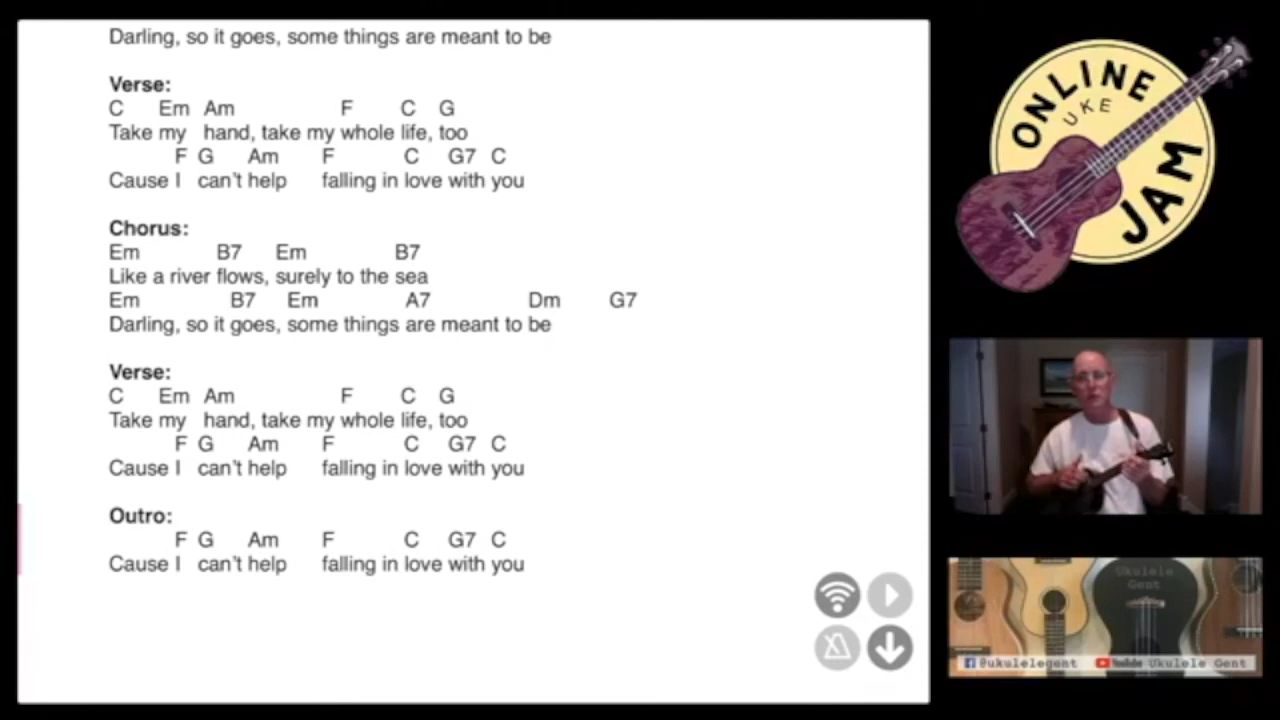 Darling, so it goes, some things are meant to be
Verse:
C Em Am F C G
Take my hand, take my whole life, too
F G Am F C G7 C
Cause I can't help falling in love with you
Chorus:
Em B7 Em B7
Like a river flows, surely to the sea
Em B7 Em A7 Dm G7
Darling, so it goes, some things are meant to be
Verse:
C Em Am F C G
Take my hand, take my whole life, too
F G Am F C G7 C
Cause I can't help falling in love with you
Outro:
F G Am F C G7 C
Cause I can't help falling in love with you
ONLINE
UKE
JAM
Ukulele
Gent
@ukulelegent YouTube Ukulele Gent